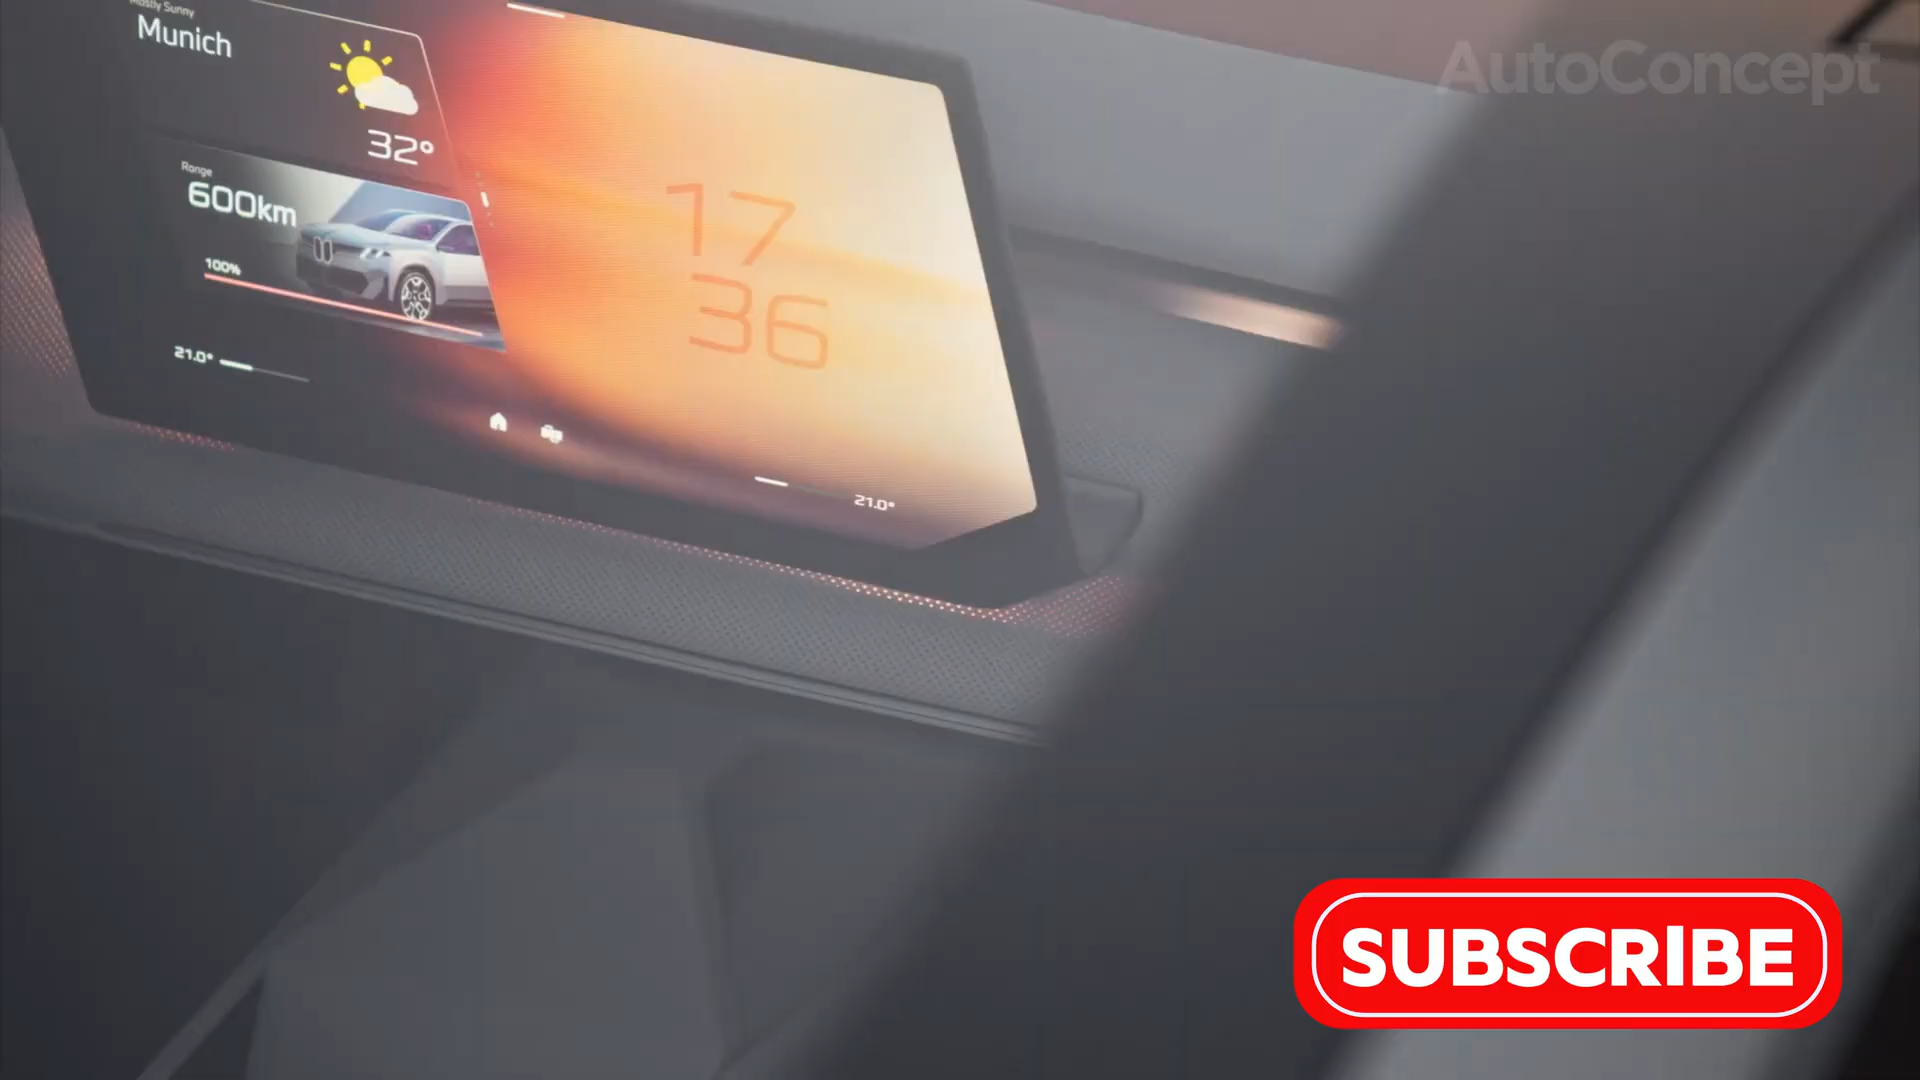 Mostly Sunny
Munich
32°
Range
600km
100%
21.0°
17
36
21.0°
AutoConcept
SUBSCRIBE